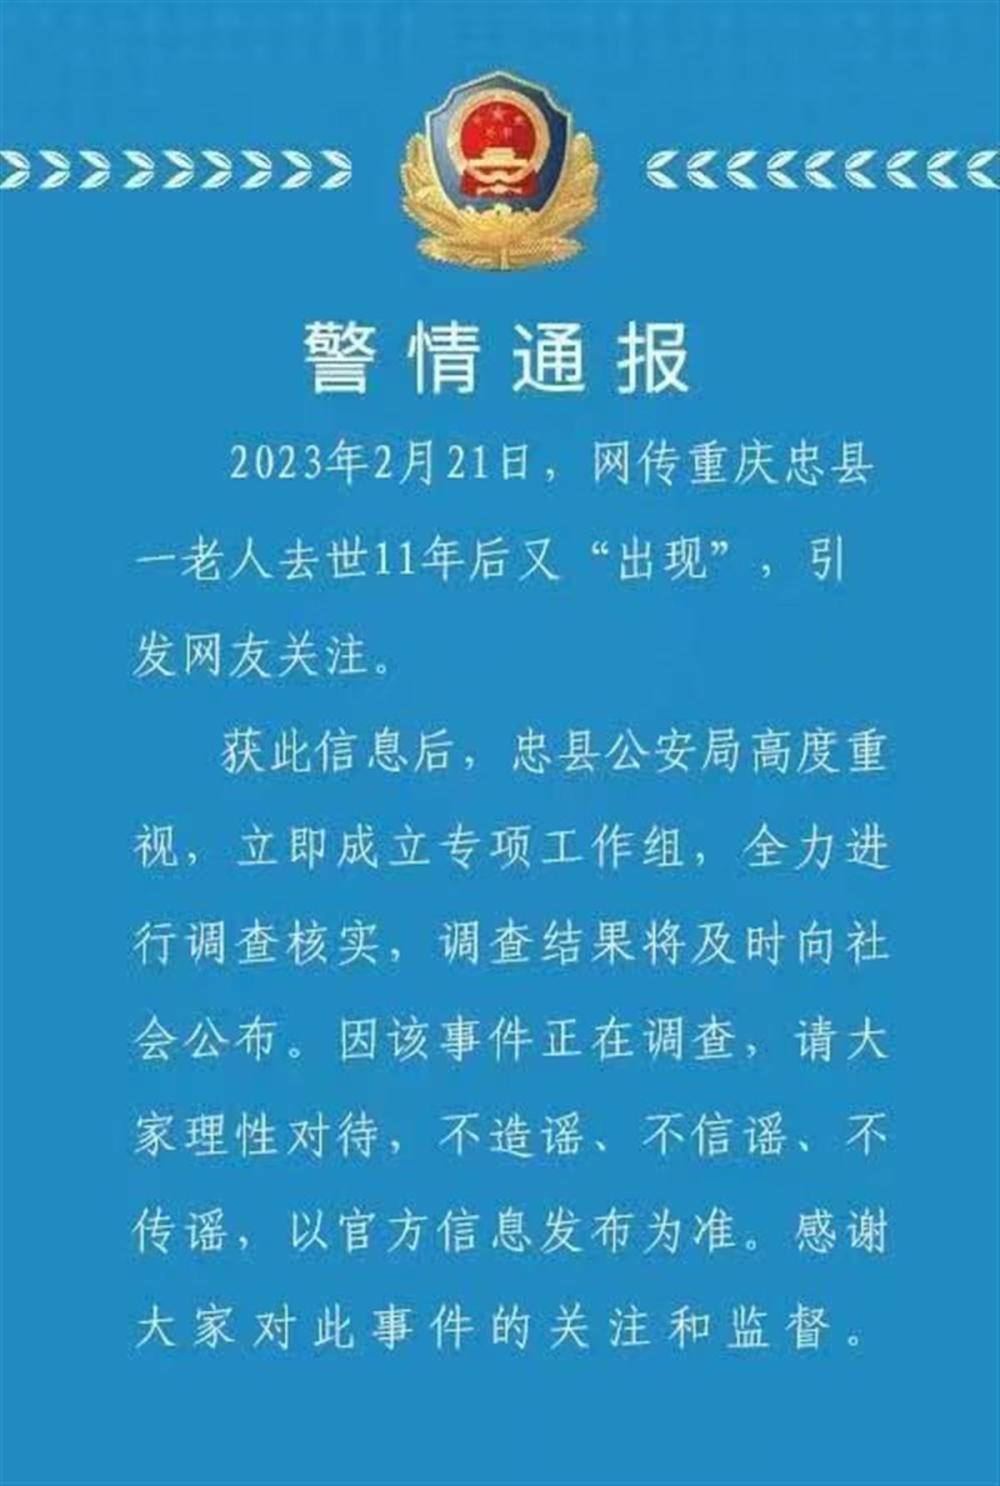 警情通报
2023年2月21日，网传重庆忠县
一老人去世11年后又“出现”，引
发网友关注。
获此信息后，忠县公安局高度重
视，立即成立专项工作组，全力进
行调查核实，调查结果将及时向社
会公布。因该事件正在调查，请大
家理性对待，不造谣、不信谣、不
传谣，以官方信息发布为准。感谢
大家对此事件的关注和监督。